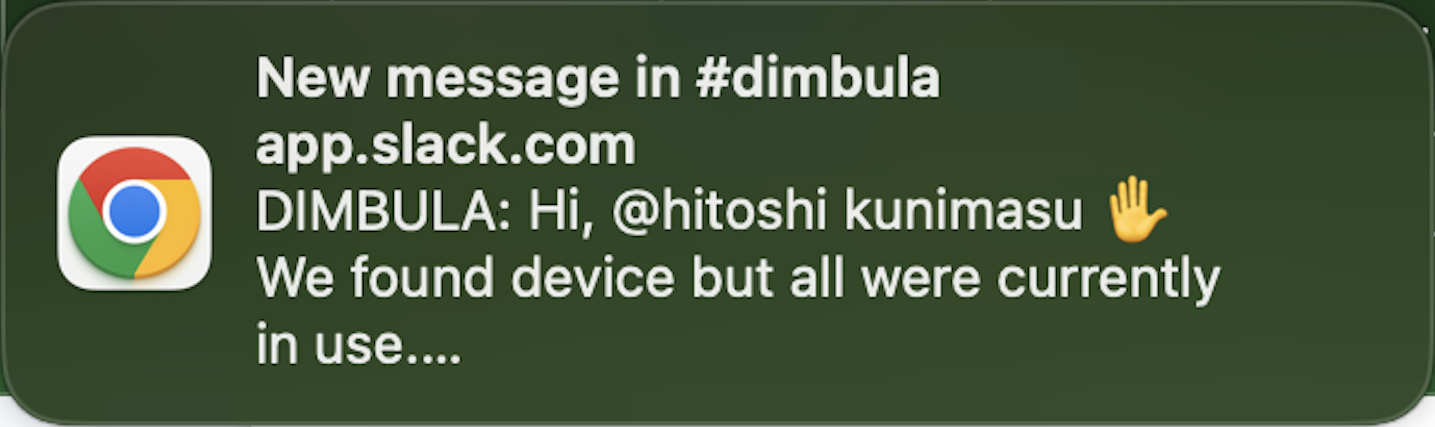 New message in #dimbula
app.slack.com
DIMBULA: Hi, @hitoshi kunimasu ✋
We found device but all were currently
in use....